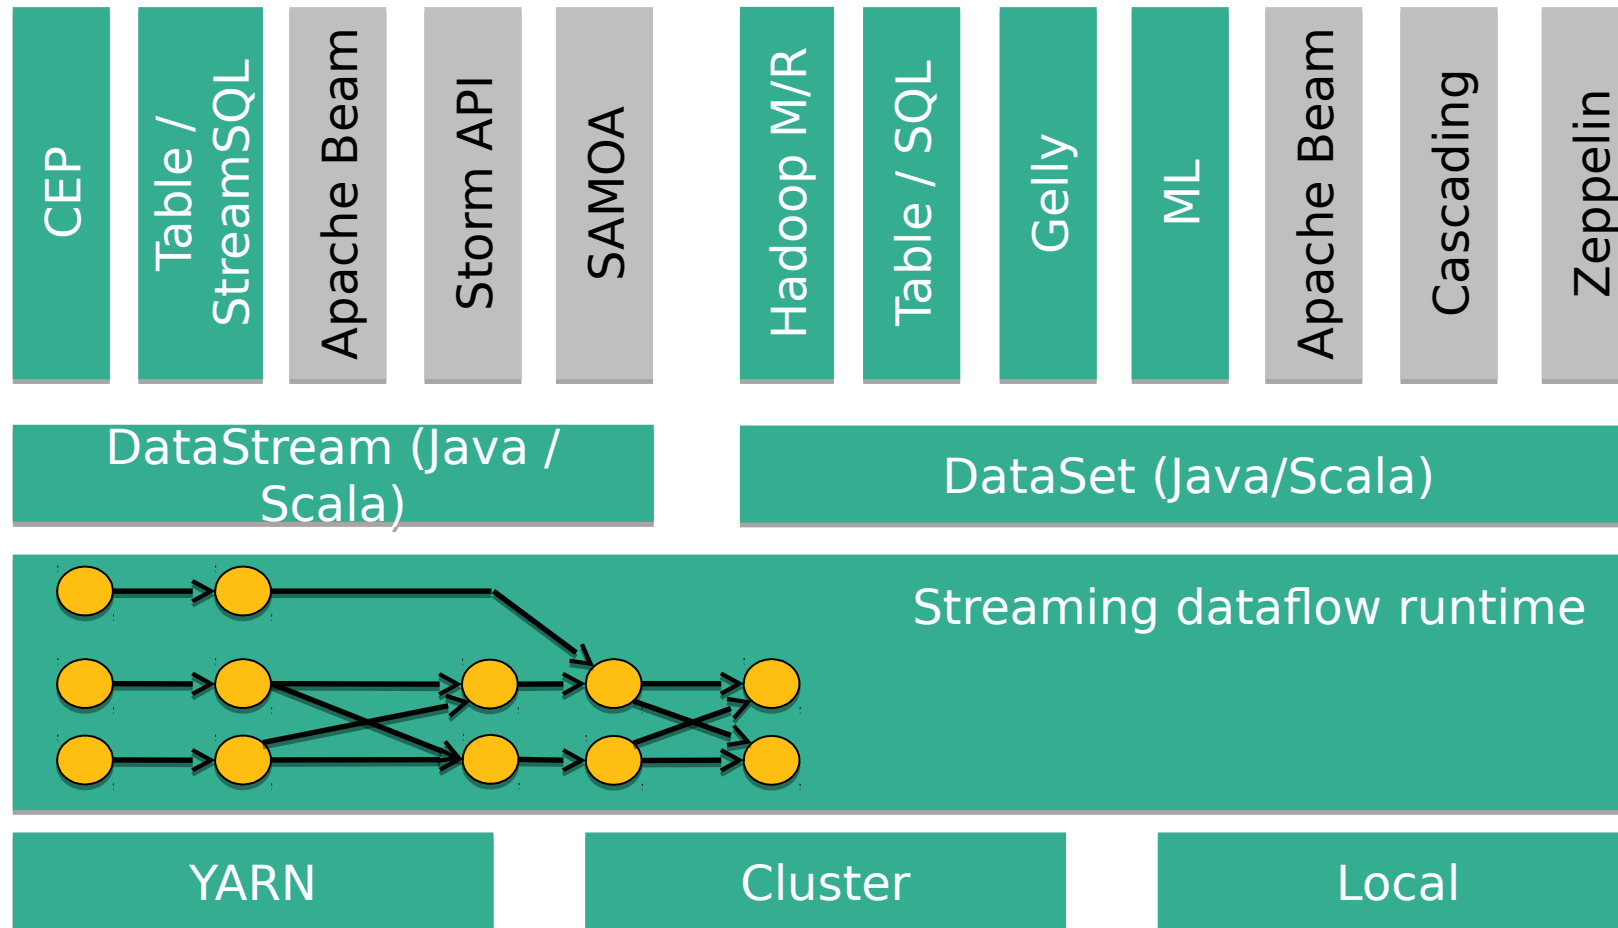 CEP
Table /
StreamSQL
Apache Beam
Storm API
SAMOA
Hadoop M/R
Table / SQL
Gelly
ML
Apache Beam
Cascading
Zeppelin
DataStream (Java /
Scala)
DataSet (Java/Scala)
Streaming dataflow runtime
YARN
Cluster
Local